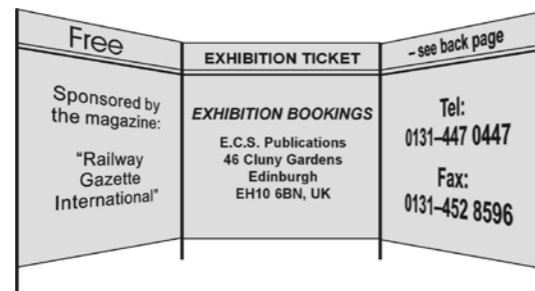 Free
EXHIBITION TICKET
– see back page
Sponsored by
the magazine:
“Railway
Gazette
International”
EXHIBITION BOOKINGS
E.C.S. Publications
46 Cluny Gardens
Edinburgh
EH10 6BN, UK
Tel:
0131–447 0447
Fax:
0131–452 8596